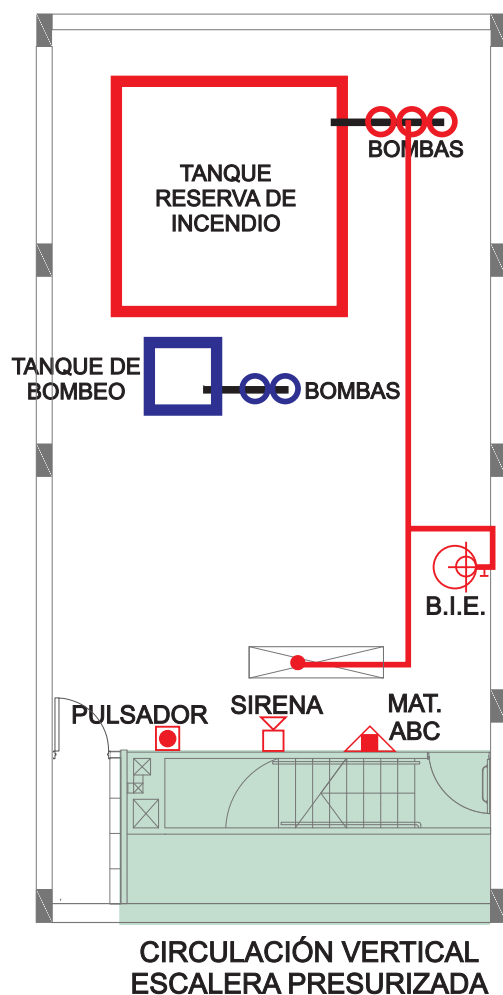 BOMBAS
TANQUE
RESERVA DE
INCENDIO
TANQUE DE
BOMBEO
BOMBAS
B.I.E.
PULSADOR
SIRENA
MAT.
ABC
CIRCULACIÓN VERTICAL
ESCALERA PRESURIZADA